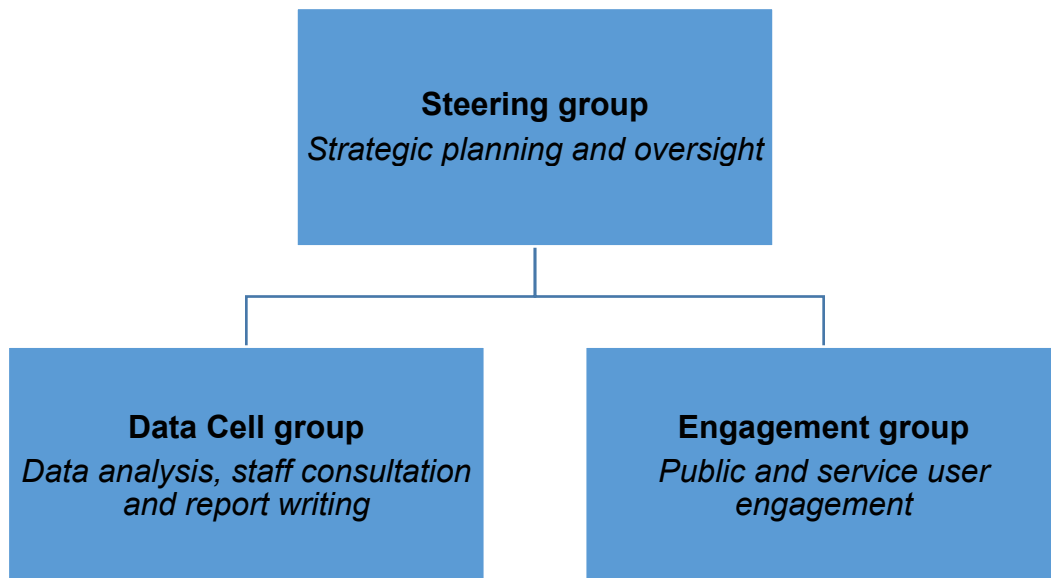 Steering group
Strategic planning and oversight
Data Cell group
Data analysis, staff consultation
and report writing
Engagement group
Public and service user
engagement